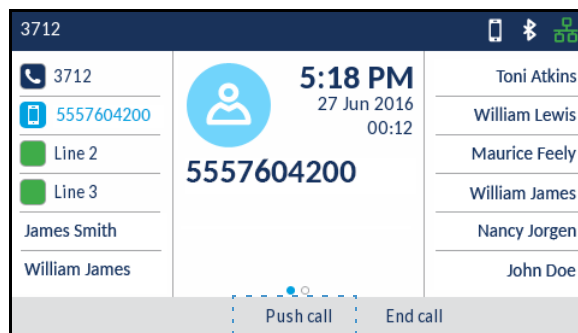 3712
3712
5557604200
Line 2
Line 3
James Smith
William James
5:18 PM
27 Jun 2016
00:12
5557604200
Toni Atkins
William Lewis
Maurice Feely
William James
Nancy Jorgen
John Doe
Push call
End call